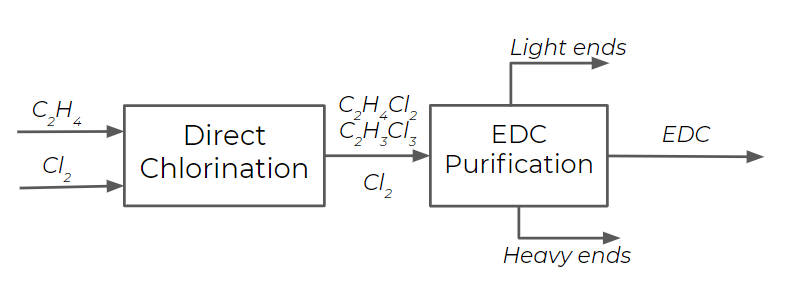 Light ends
C₂H₄
Cl₂
Direct
Chlorination
C₂H₄Cl₂
C₂H₃Cl₃
Cl₂
EDC
Purification
EDC
Heavy ends